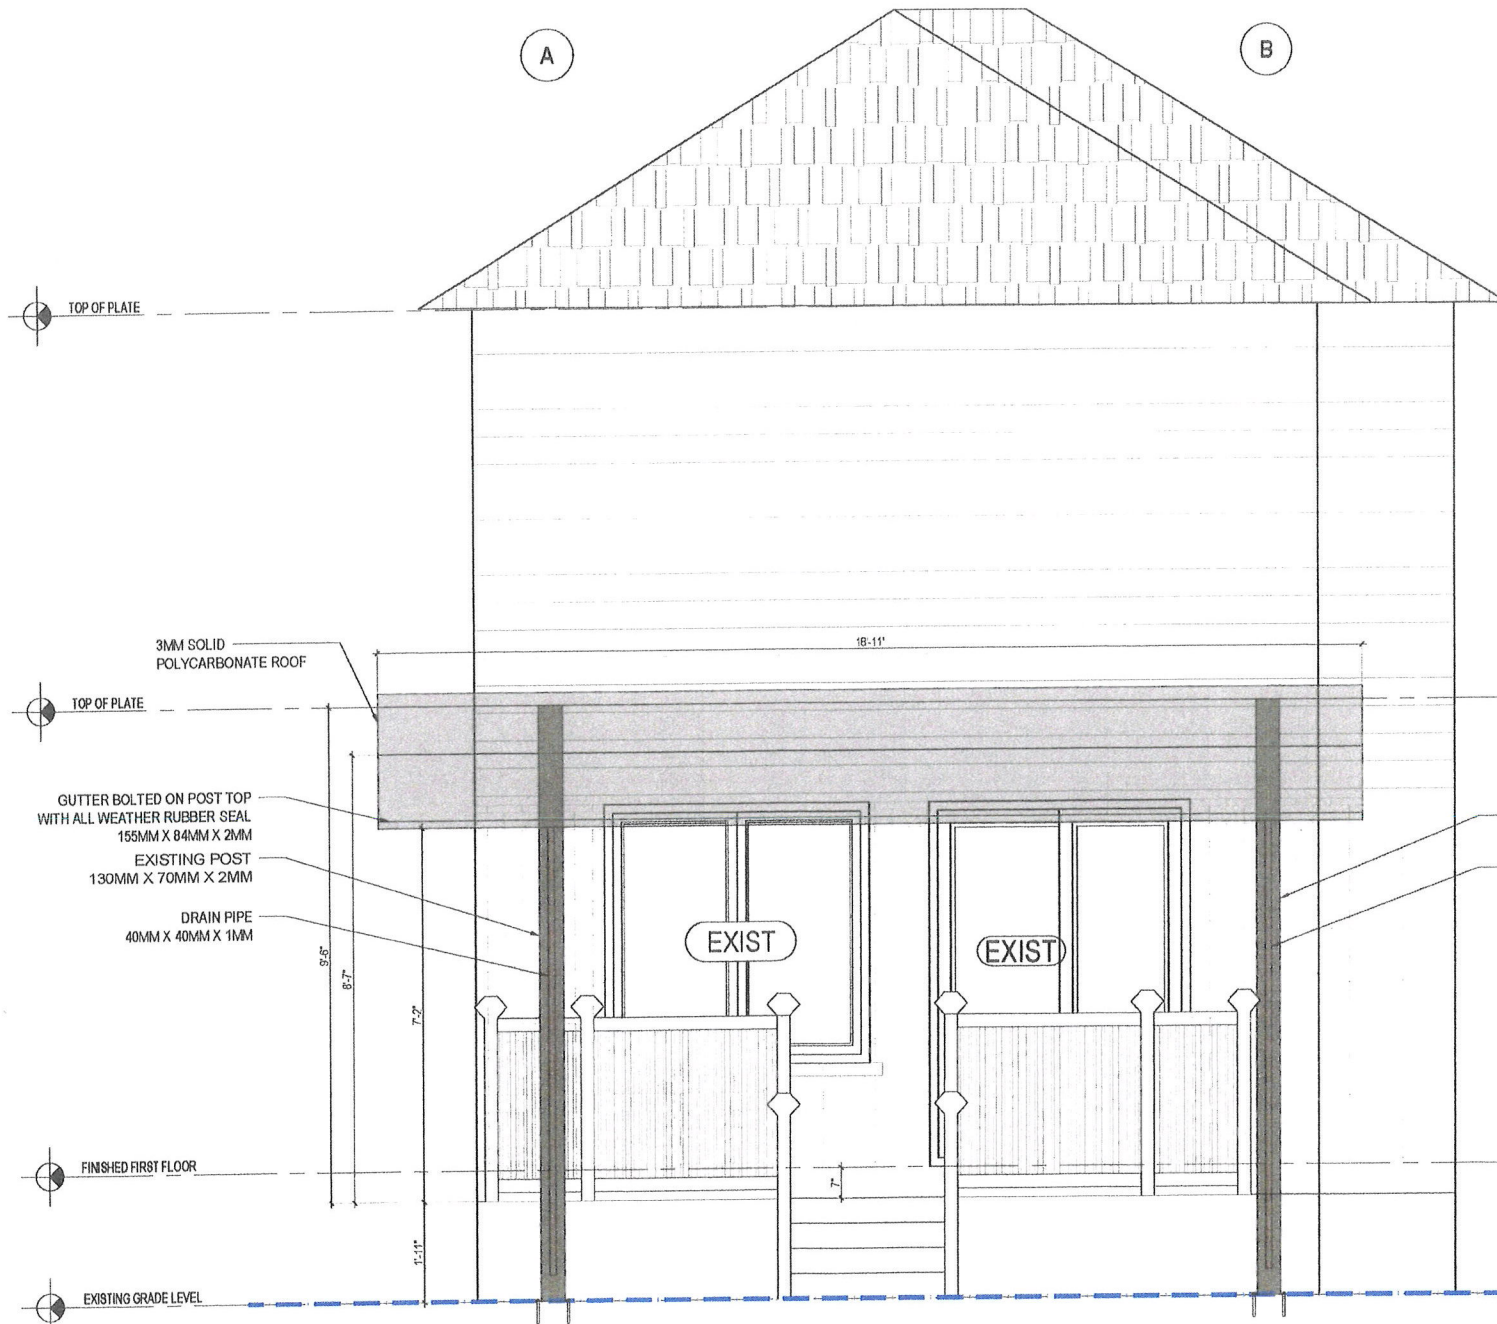 A
B
TOP OF PLATE
18'-11'
3MM SOLID
POLYCARBONATE ROOF
TOP OF PLATE
GUTTER BOLTED ON POST TOP
WITH ALL WEATHER RUBBER SEAL
155MM X 84MM X 2MM
EXISTING POST
130MM X 70MM X 2MM
DRAIN PIPE
40MM X 40MM X 1MM
EXIST
EXIST
9'-6"
8'-7"
7'-2"
FINISHED FIRST FLOOR
7"
1'-11"
EXISTING GRADE LEVEL